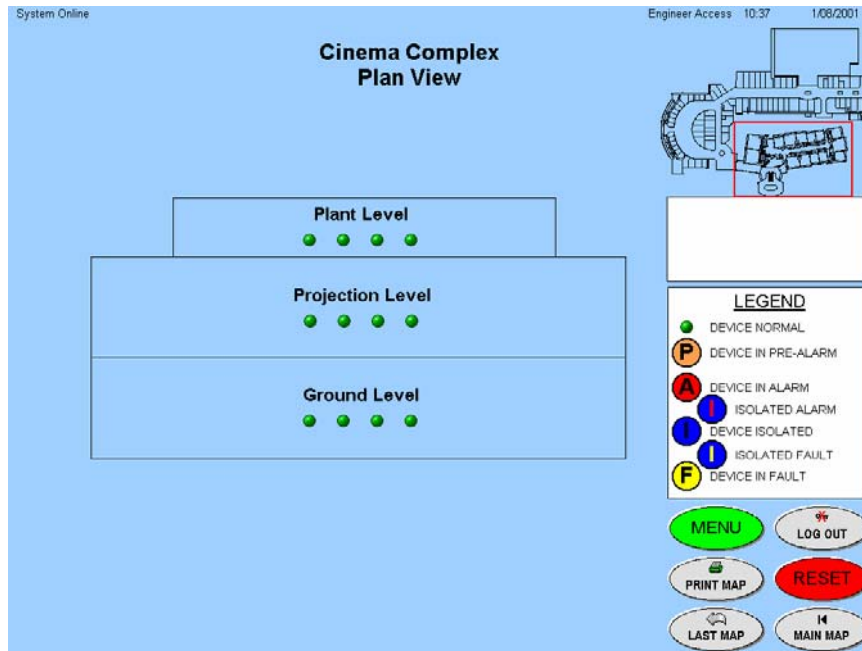 System Online
Engineer Access 10:37 1/08/2001
Cinema Complex
Plan View
Plant Level
Projection Level
Ground Level
LEGEND
DEVICE NORMAL
P DEVICE IN PRE-ALARM
A DEVICE IN ALARM
I ISOLATED ALARM
I DEVICE ISOLATED
I ISOLATED FAULT
F DEVICE IN FAULT
MENU
LOG OUT
PRINT MAP
RESET
LAST MAP
MAIN MAP